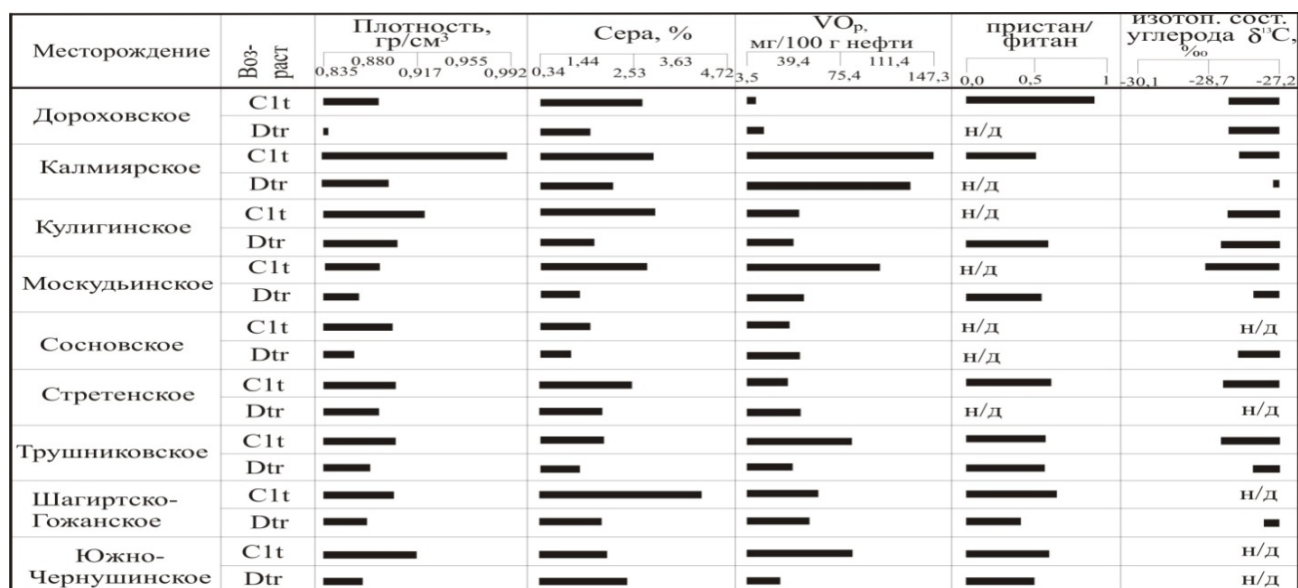 Месторождение
Воз-
раст
Плотность,
гр/см³
0,880 0,955
0,835 0,917 0,992
Сера, %
1,44 3,63
0,34 2,53 4,72
VOр,
мг/100 г нефти
39,4 111,4
3,5 75,4 147,3
пристан/
фитан
0,0 0,5 1
изотоп. сост.
углерода δ¹³C,
‰
-30,1 -28,7 -27,2
Дороховское
C1t
Dtr н/д
Калмиярское
C1t
Dtr н/д
Кулигинское
C1t н/д
Dtr
Москудьинское
C1t н/д
Dtr
Сосновское
C1t н/д н/д
Dtr н/д
Стретенское
C1t
Dtr н/д н/д
Трушниковское
C1t
Dtr
Шагиртско-
Гожанское
C1t н/д
Dtr
Южно-
Чернушинское
C1t н/д
Dtr н/д